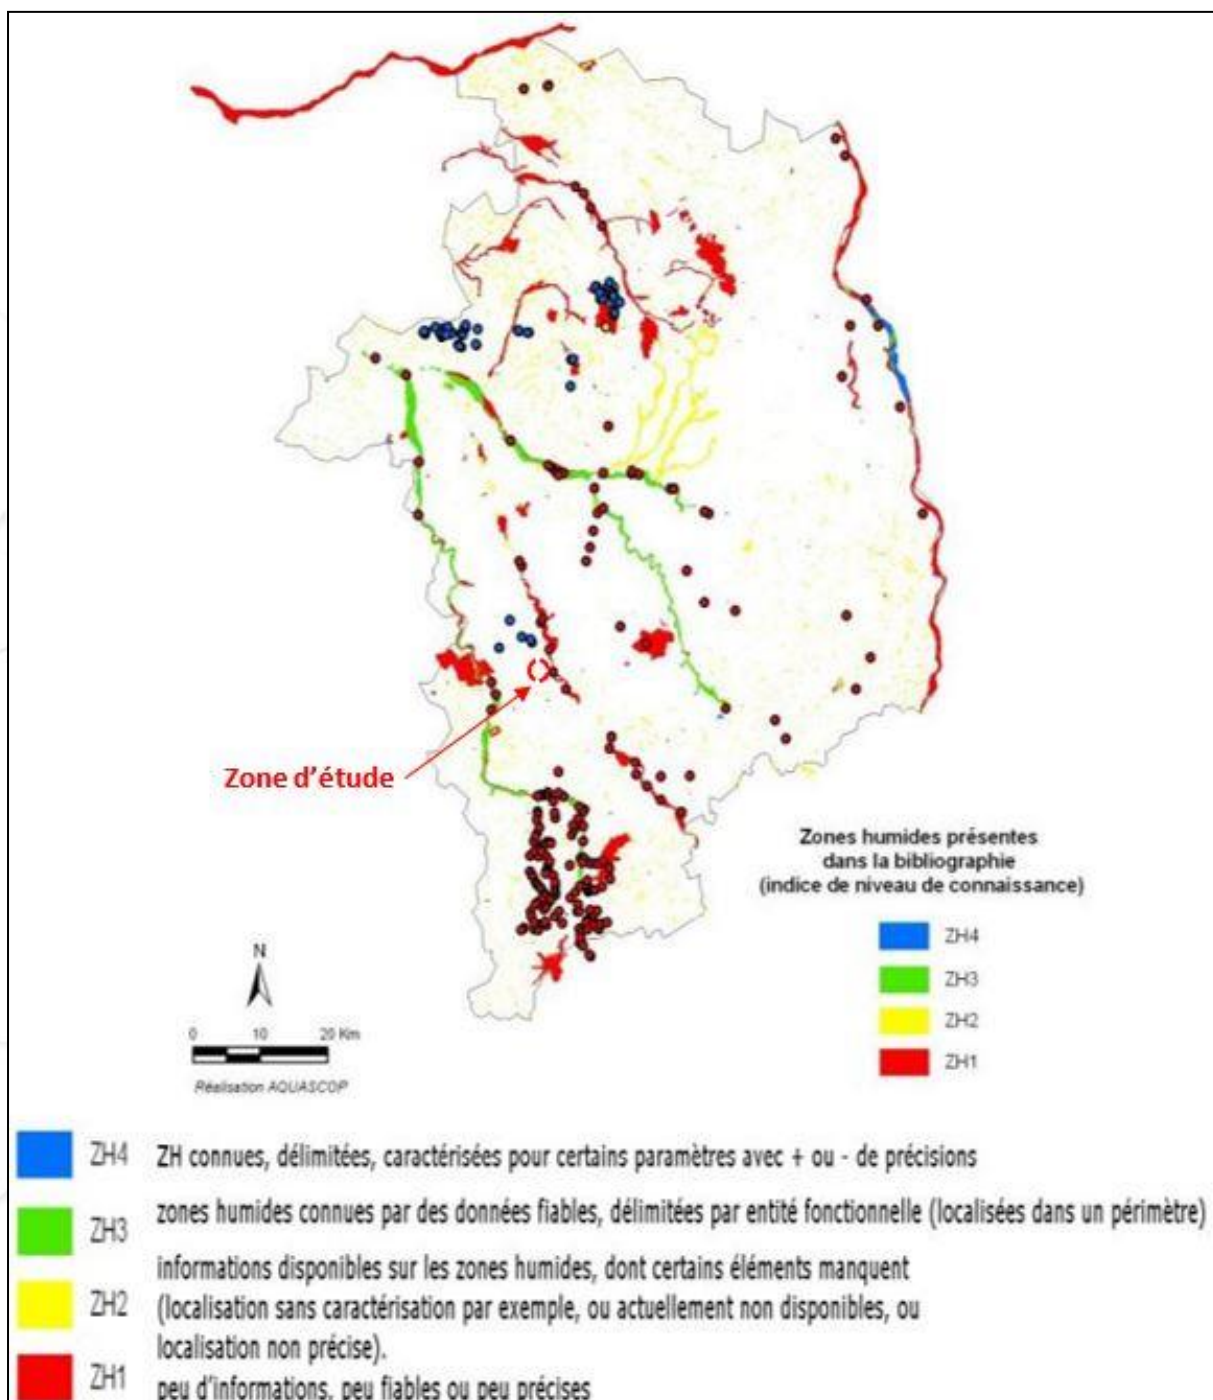 Zone d'étude
Zones humides présentes
dans la bibliographie
(indice de niveau de connaissance)
ZH4
ZH3
ZH2
ZH1
N
0 10 20 Km
Réalisation AQUASCOP
ZH4 ZH connues, délimitées, caractérisées pour certains paramètres avec + ou - de précisions
ZH3 zones humides connues par des données fiables, délimitées par entité fonctionnelle (localisées dans un périmètre)
ZH2 informations disponibles sur les zones humides, dont certains éléments manquent
(localisation sans caractérisation par exemple, ou actuellement non disponibles, ou
localisation non précise).
ZH1 peu d'informations, peu fiables ou peu précises